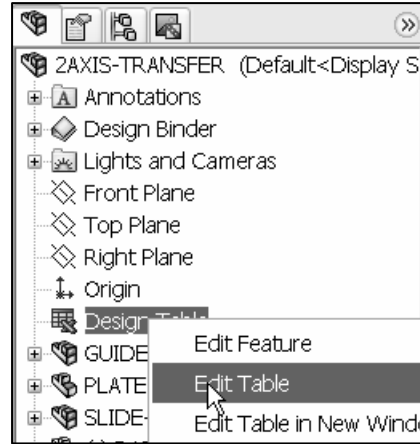 2AXIS-TRANSFER (Default<Display S
A Annotations
Design Binder
Lights and Cameras
Front Plane
Top Plane
Right Plane
Origin
Design Table
GUIDE
Edit Feature
PLATE
Edit Table
SLIDE-
Edit Table in New Wind